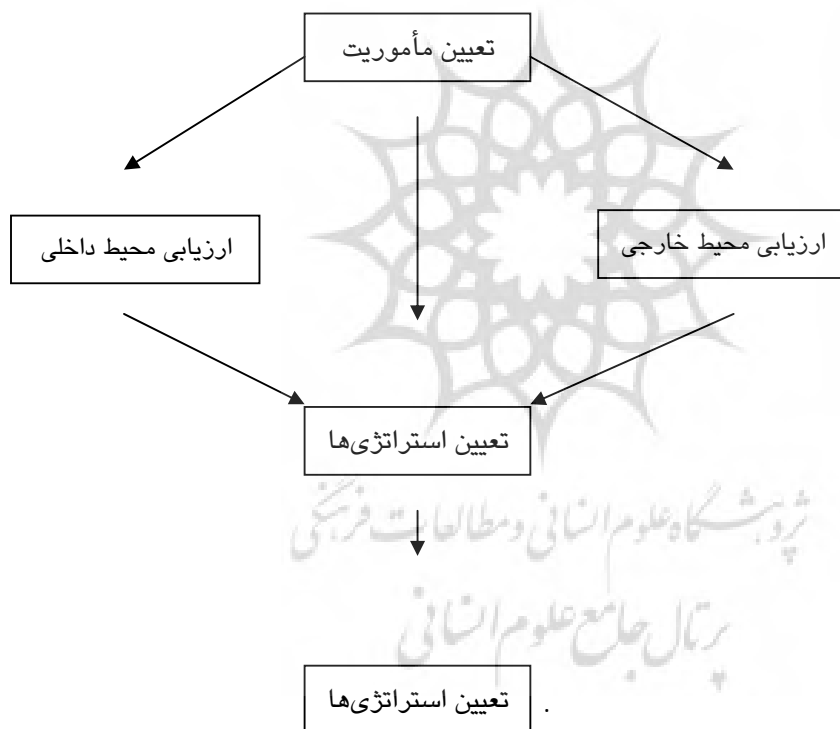 تعیین مأموریت
ارزیابی محیط خارجی
ارزیابی محیط داخلی
تعیین استراتژی‌ها
پژوهشگاه علوم انسانی و مطالعات فرهنگی
پرتال جامع علوم انسانی
تعیین استراتژی‌ها .